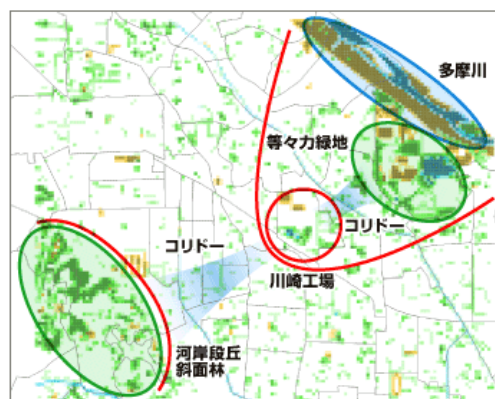 多摩川
等々力緑地
コリドー
コリドー
川崎工場
河岸段丘
斜面林